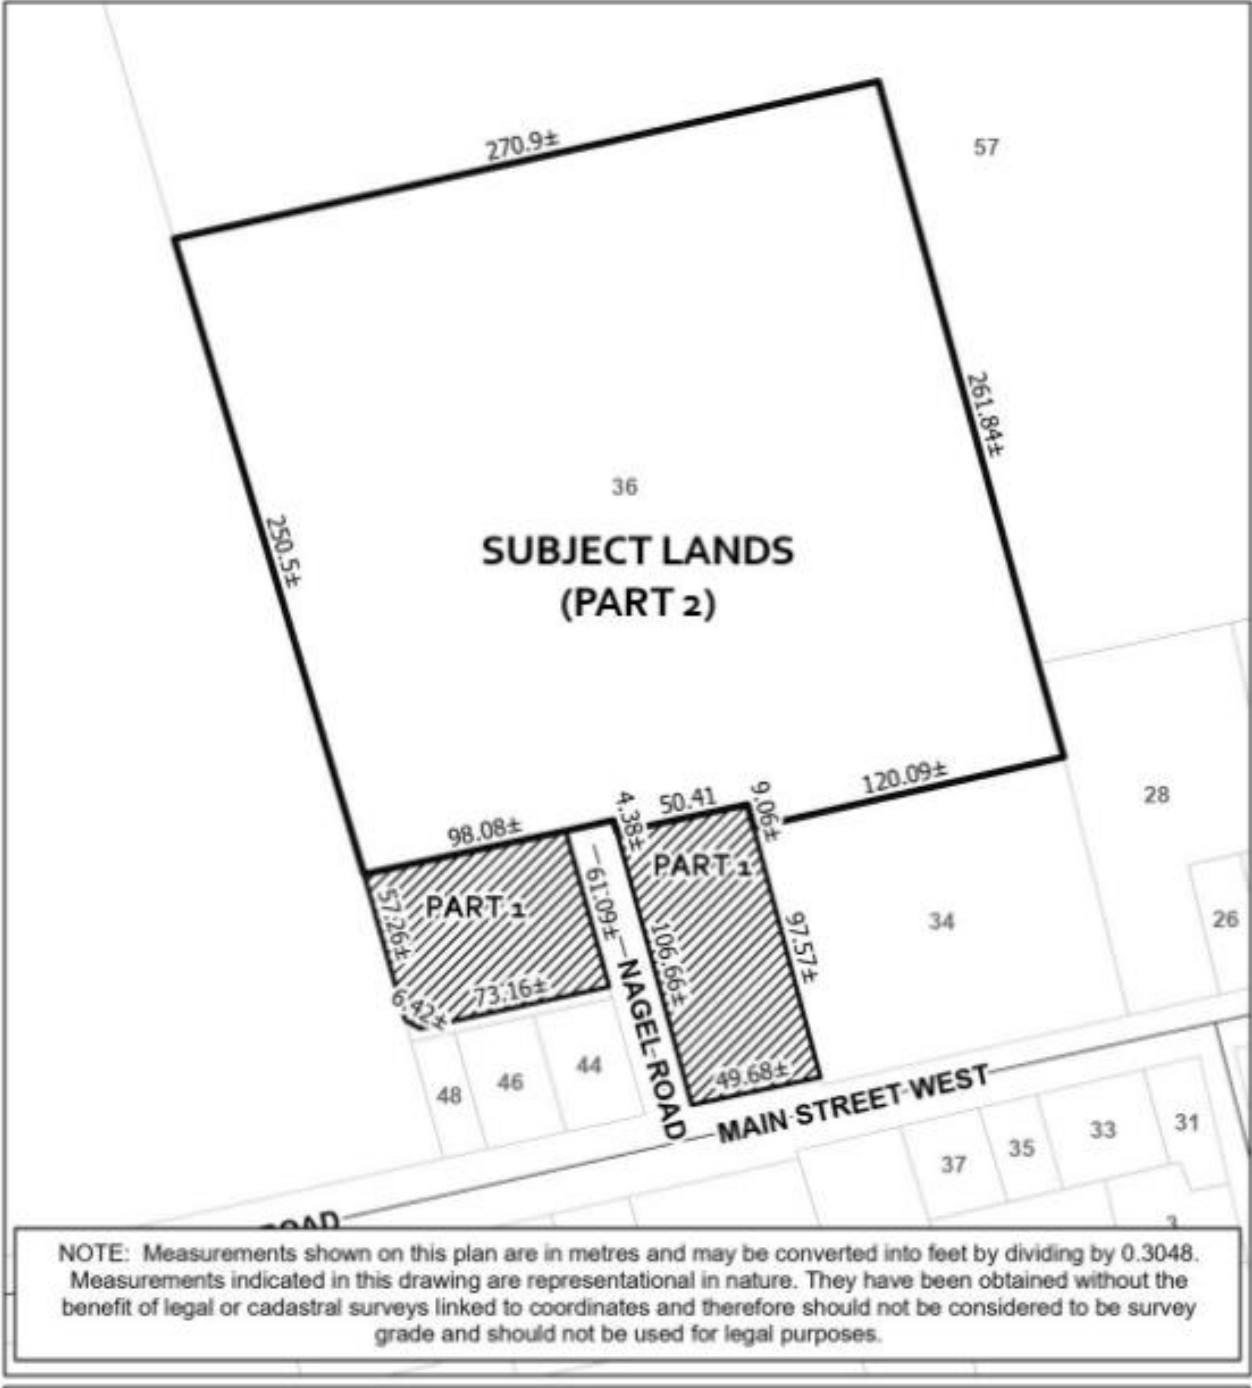 270.9±
57
261.84±
36
SUBJECT LANDS
(PART 2)
250.5±
120.09±
9.06±
50.41
4.38±
98.08±
28
PART 1
PART 1
57.26±
61.09±
106.66±
97.57±
34
26
6.42±
73.16±
NAGEL ROAD
49.68±
MAIN STREET WEST
48
46
44
37
35
33
31
3
OAD
NOTE: Measurements shown on this plan are in metres and may be converted into feet by dividing by 0.3048.
Measurements indicated in this drawing are representational in nature. They have been obtained without the
benefit of legal or cadastral surveys linked to coordinates and therefore should not be considered to be survey
grade and should not be used for legal purposes.